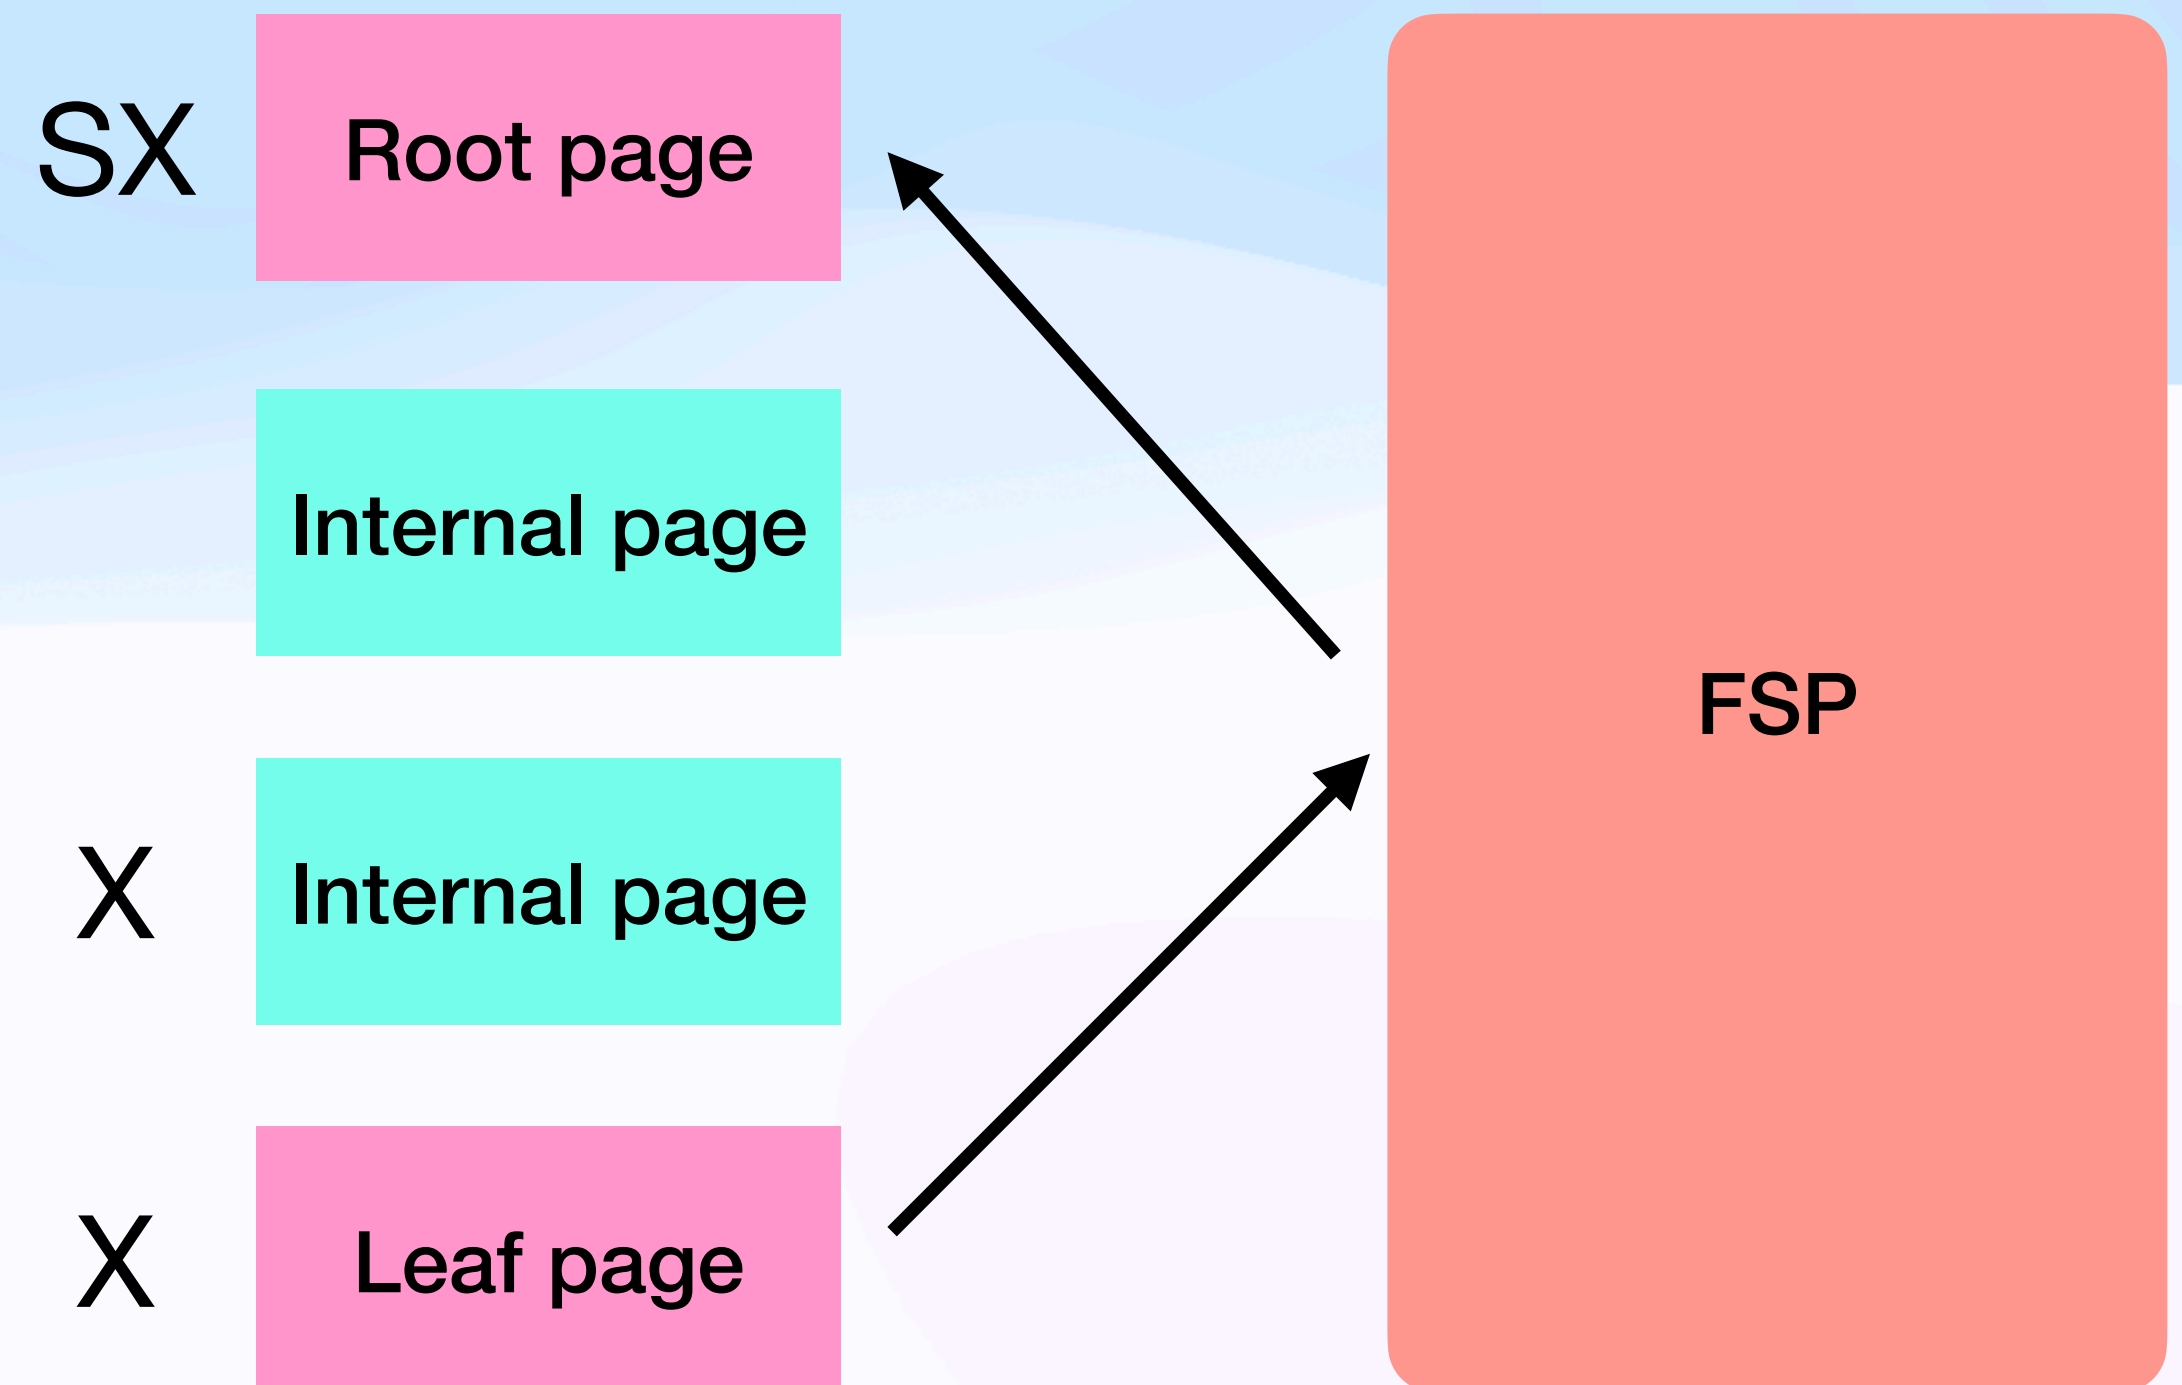 SX
Root page
Internal page
FSP
X
Internal page
X
Leaf page